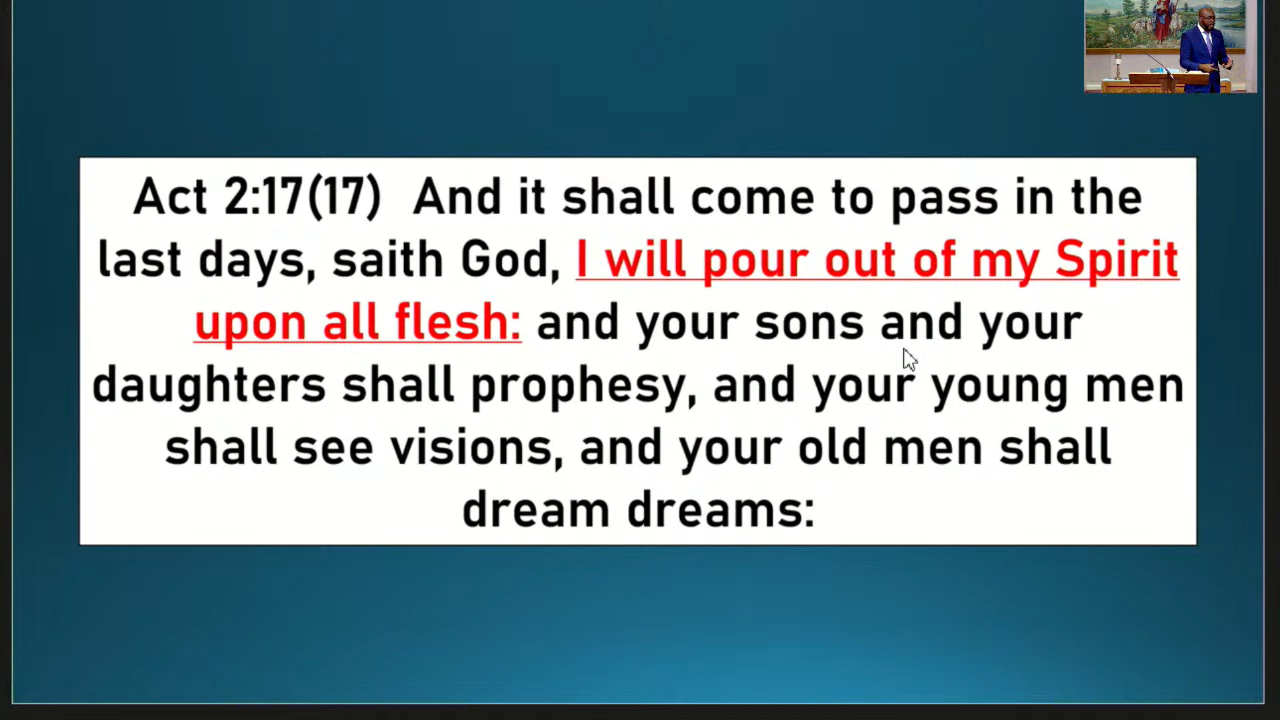 Act 2:17(17)  And it shall come to pass in the
last days, saith God, I will pour out of my Spirit
upon all flesh: and your sons and your
daughters shall prophesy, and your young men
shall see visions, and your old men shall
dream dreams: